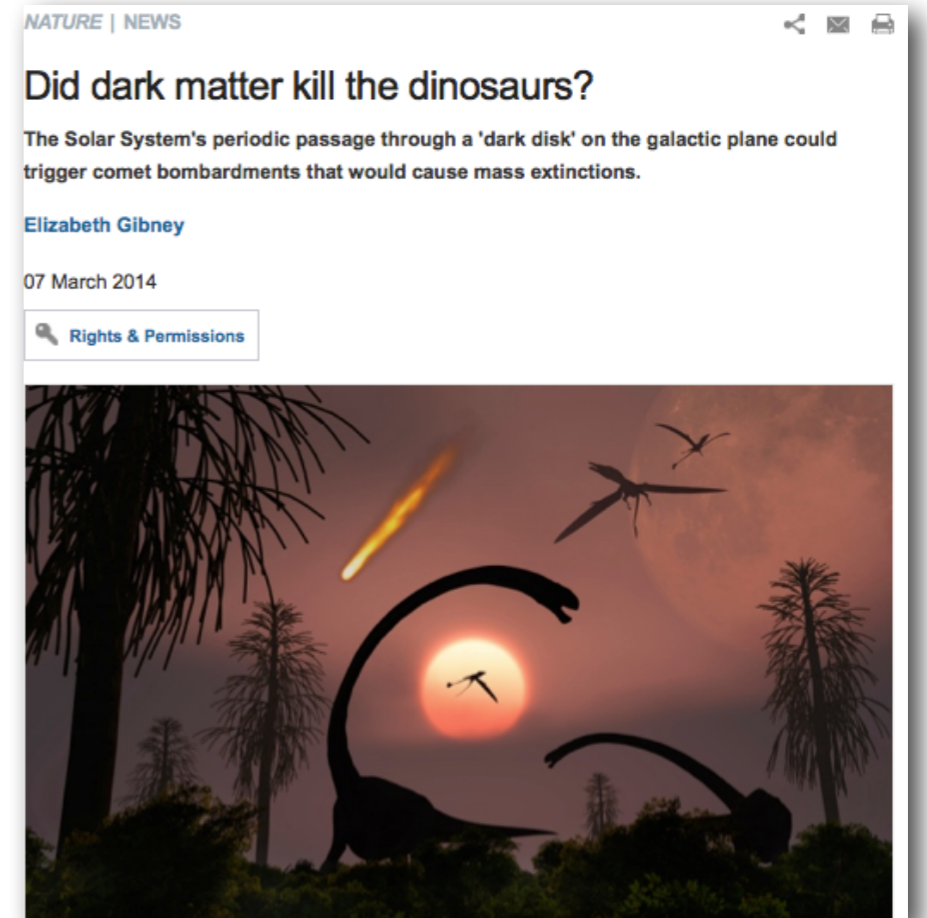 NATURE | NEWS
Did dark matter kill the dinosaurs?
The Solar System's periodic passage through a 'dark disk' on the galactic plane could
trigger comet bombardments that would cause mass extinctions.
Elizabeth Gibney
07 March 2014
Rights & Permissions